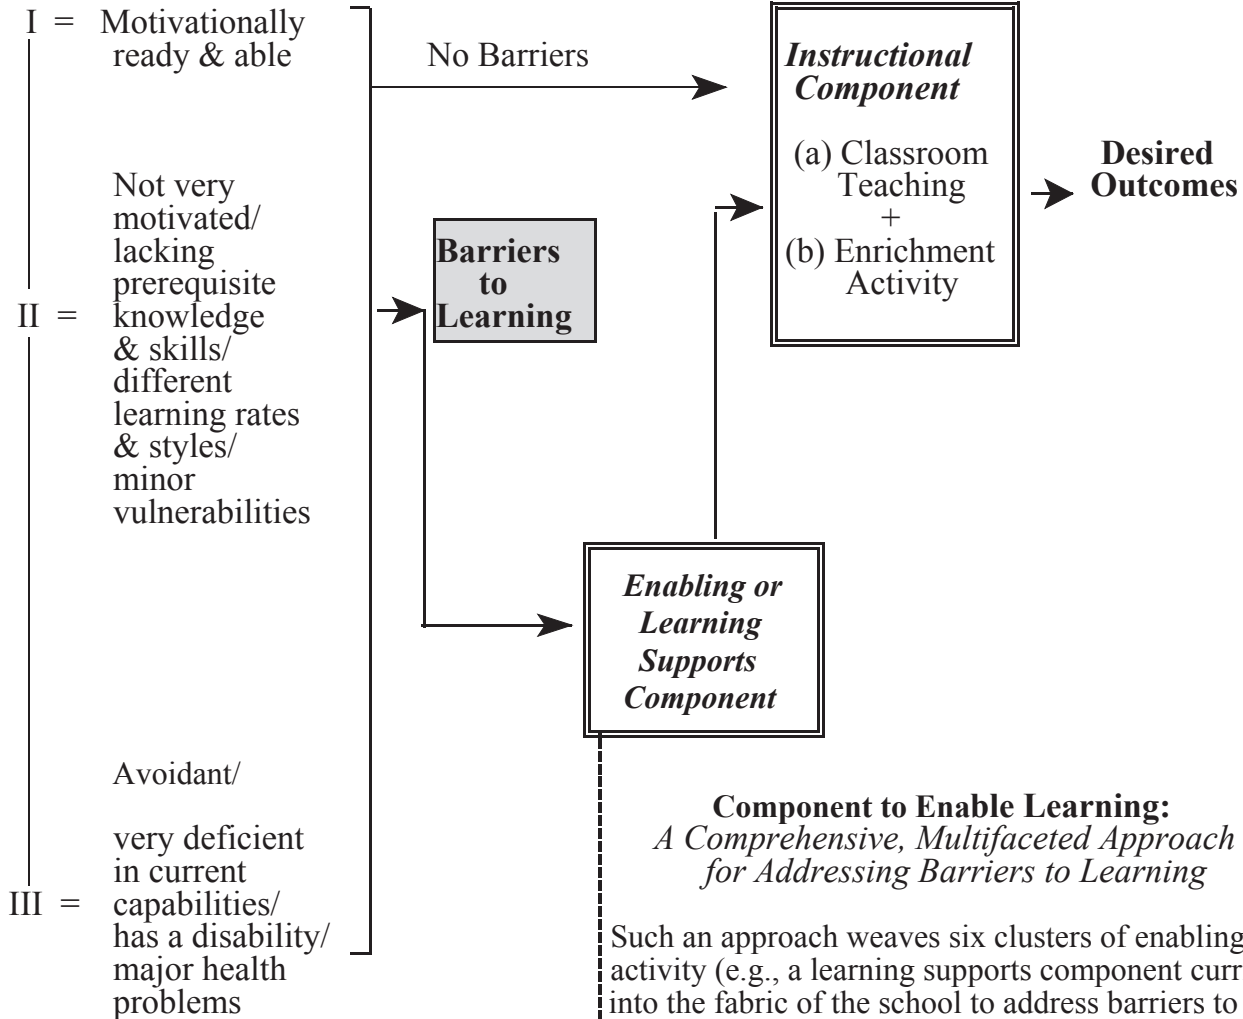 I = Motivationally
ready & able
No Barriers
Instructional
Component
(a) Classroom
Teaching
+
(b) Enrichment
Activity
Desired
Outcomes
Not very
motivated/
lacking
prerequisite
II = knowledge
& skills/
different
learning rates
& styles/
minor
vulnerabilities
Barriers
to
Learning
Enabling or
Learning
Supports
Component
Avoidant/
very deficient
in current
III = capabilities/
has a disability/
major health
problems
Component to Enable Learning:
A Comprehensive, Multifaceted Approach
for Addressing Barriers to Learning
Such an approach weaves six clusters of enabling
activity (e.g., a learning supports component curr
into the fabric of the school to address barriers to